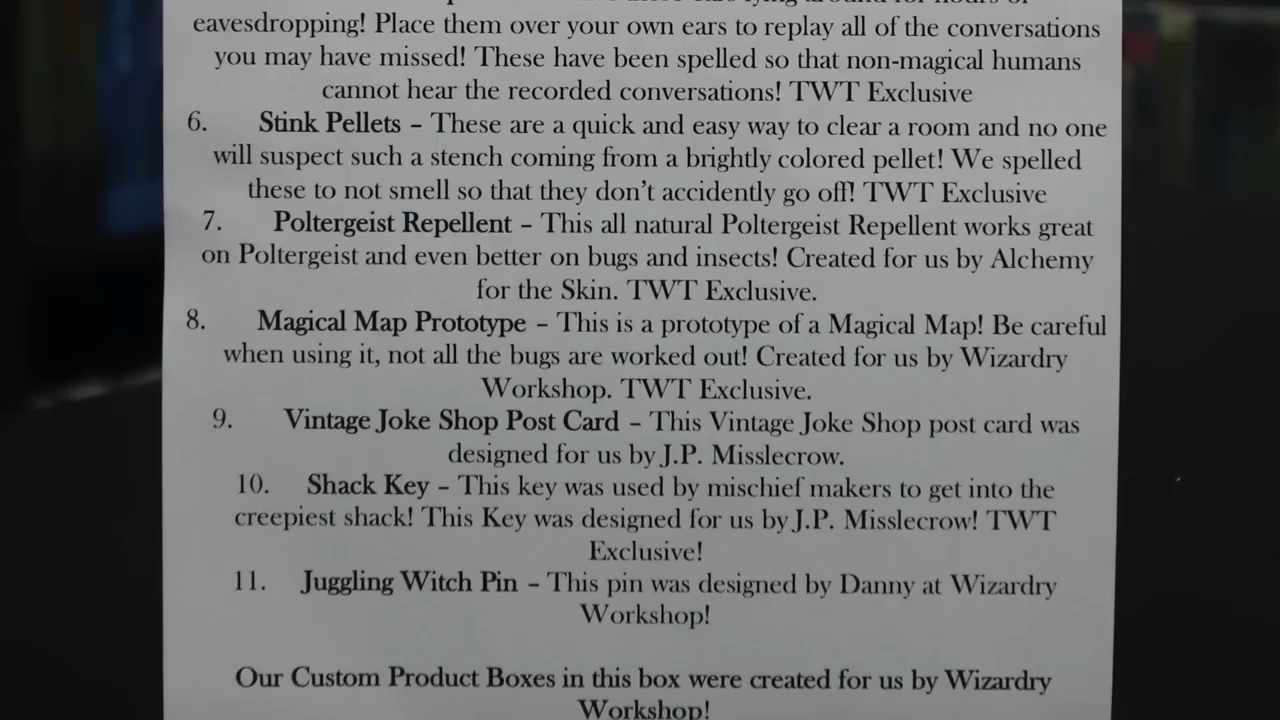 eavesdropping! Place them over your own ears to replay all of the conversations
you may have missed! These have been spelled so that non-magical humans
cannot hear the recorded conversations! TWT Exclusive
6. Stink Pellets – These are a quick and easy way to clear a room and no one
will suspect such a stench coming from a brightly colored pellet! We spelled
these to not smell so that they don't accidently go off! TWT Exclusive
7. Poltergeist Repellent – This all natural Poltergeist Repellent works great
on Poltergeist and even better on bugs and insects! Created for us by Alchemy
for the Skin. TWT Exclusive.
8. Magical Map Prototype – This is a prototype of a Magical Map! Be careful
when using it, not all the bugs are worked out! Created for us by Wizardry
Workshop. TWT Exclusive.
9. Vintage Joke Shop Post Card – This Vintage Joke Shop post card was
designed for us by J.P. Misslecrow.
10. Shack Key – This key was used by mischief makers to get into the
creepiest shack! This Key was designed for us by J.P. Misslecrow! TWT
Exclusive!
11. Juggling Witch Pin – This pin was designed by Danny at Wizardry
Workshop!
Our Custom Product Boxes in this box were created for us by Wizardry
Workshop!